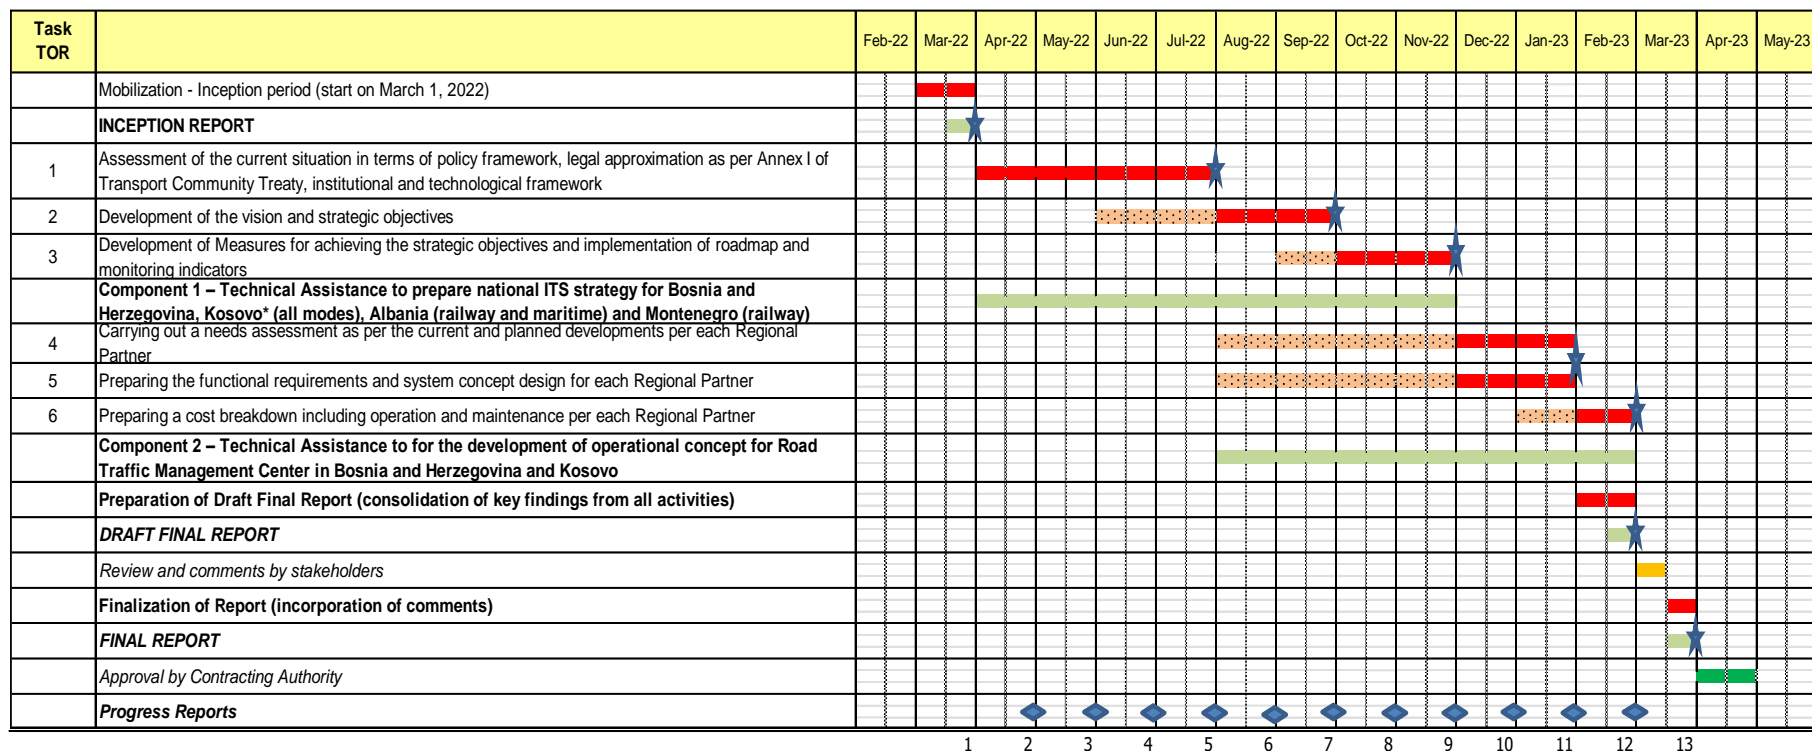 Task
TOR
Feb-22 Mar-22 Apr-22 May-22 Jun-22 Jul-22 Aug-22 Sep-22 Oct-22 Nov-22 Dec-22 Jan-23 Feb-23 Mar-23 Apr-23 May-23
Mobilization - Inception period (start on March 1, 2022)
INCEPTION REPORT
1
Assessment of the current situation in terms of policy framework, legal approximation as per Annex I of
Transport Community Treaty, institutional and technological framework
2
Development of the vision and strategic objectives
3
Development of Measures for achieving the strategic objectives and implementation of roadmap and
monitoring indicators
Component 1 – Technical Assistance to prepare national ITS strategy for Bosnia and
Herzegovina, Kosovo* (all modes), Albania (railway and maritime) and Montenegro (railway)
4
Carrying out a needs assessment as per the current and planned developments per each Regional
Partner
5
Preparing the functional requirements and system concept design for each Regional Partner
6
Preparing a cost breakdown including operation and maintenance per each Regional Partner
Component 2 – Technical Assistance to for the development of operational concept for Road
Traffic Management Center in Bosnia and Herzegovina and Kosovo
Preparation of Draft Final Report (consolidation of key findings from all activities)
DRAFT FINAL REPORT
Review and comments by stakeholders
Finalization of Report (incorporation of comments)
FINAL REPORT
Approval by Contracting Authority
Progress Reports
1 2 3 4 5 6 7 8 9 10 11 12 13